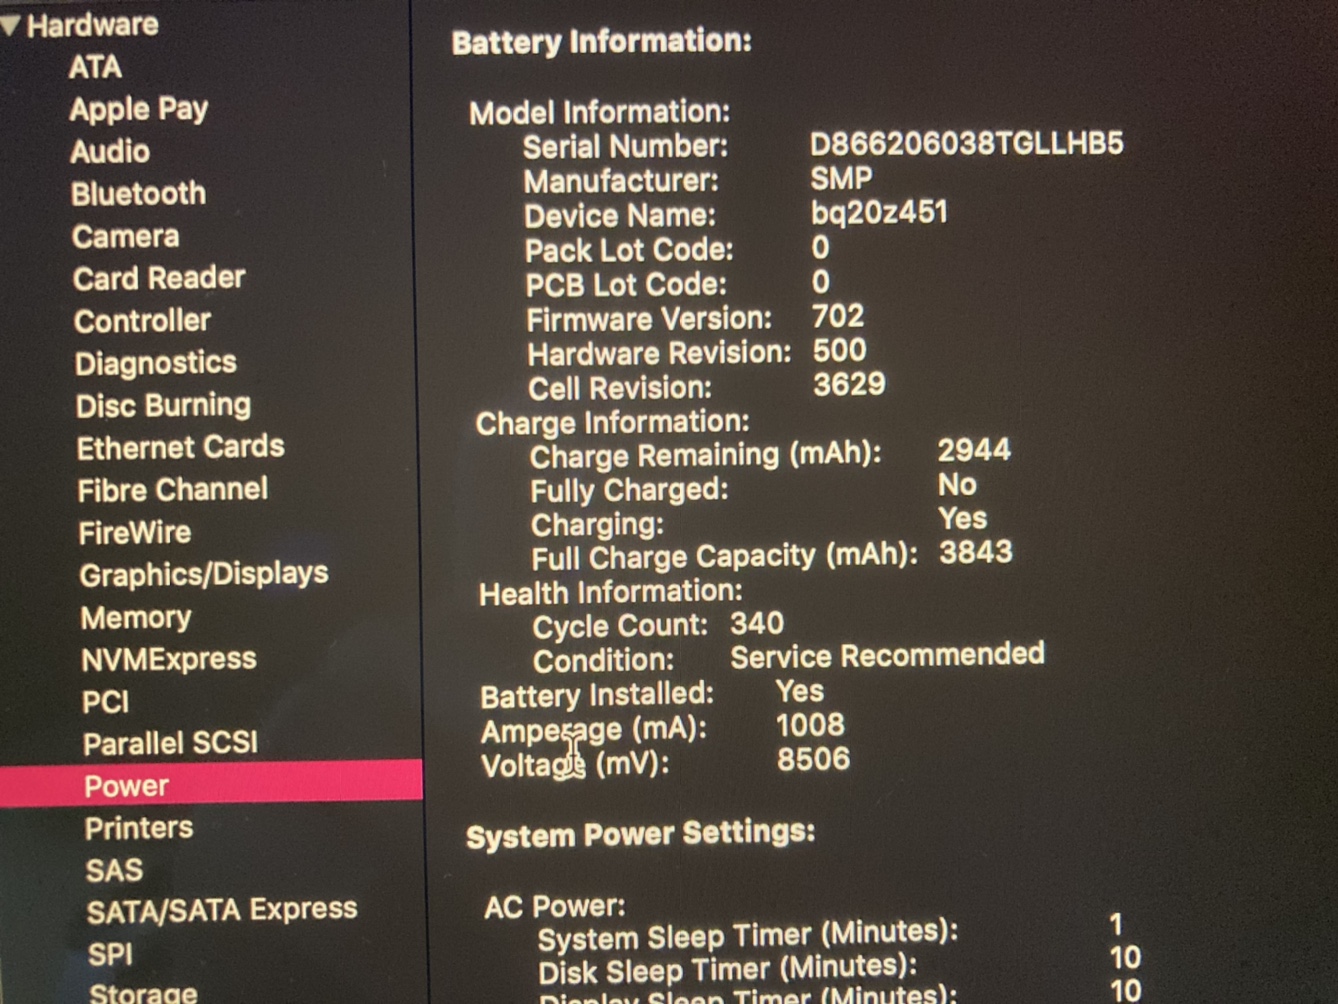 Hardware
ATA
Apple Pay
Audio
Bluetooth
Camera
Card Reader
Controller
Diagnostics
Disc Burning
Ethernet Cards
Fibre Channel
FireWire
Graphics/Displays
Memory
NVMExpress
PCI
Parallel SCSI
Power
Printers
SAS
SATA/SATA Express
SPI
Storage
Battery Information:
Model Information:
Serial Number: D866206038TGLLHB5
Manufacturer: SMP
Device Name: bq20z451
Pack Lot Code: 0
PCB Lot Code: 0
Firmware Version: 702
Hardware Revision: 500
Cell Revision: 3629
Charge Information:
Charge Remaining (mAh): 2944
Fully Charged: No
Charging: Yes
Full Charge Capacity (mAh): 3843
Health Information:
Cycle Count: 340
Condition: Service Recommended
Battery Installed: Yes
Amperage (mA): 1008
Voltage (mV): 8506
System Power Settings:
AC Power:
System Sleep Timer (Minutes): 1
Disk Sleep Timer (Minutes): 10
Display Sleep Timer (Minutes): 10